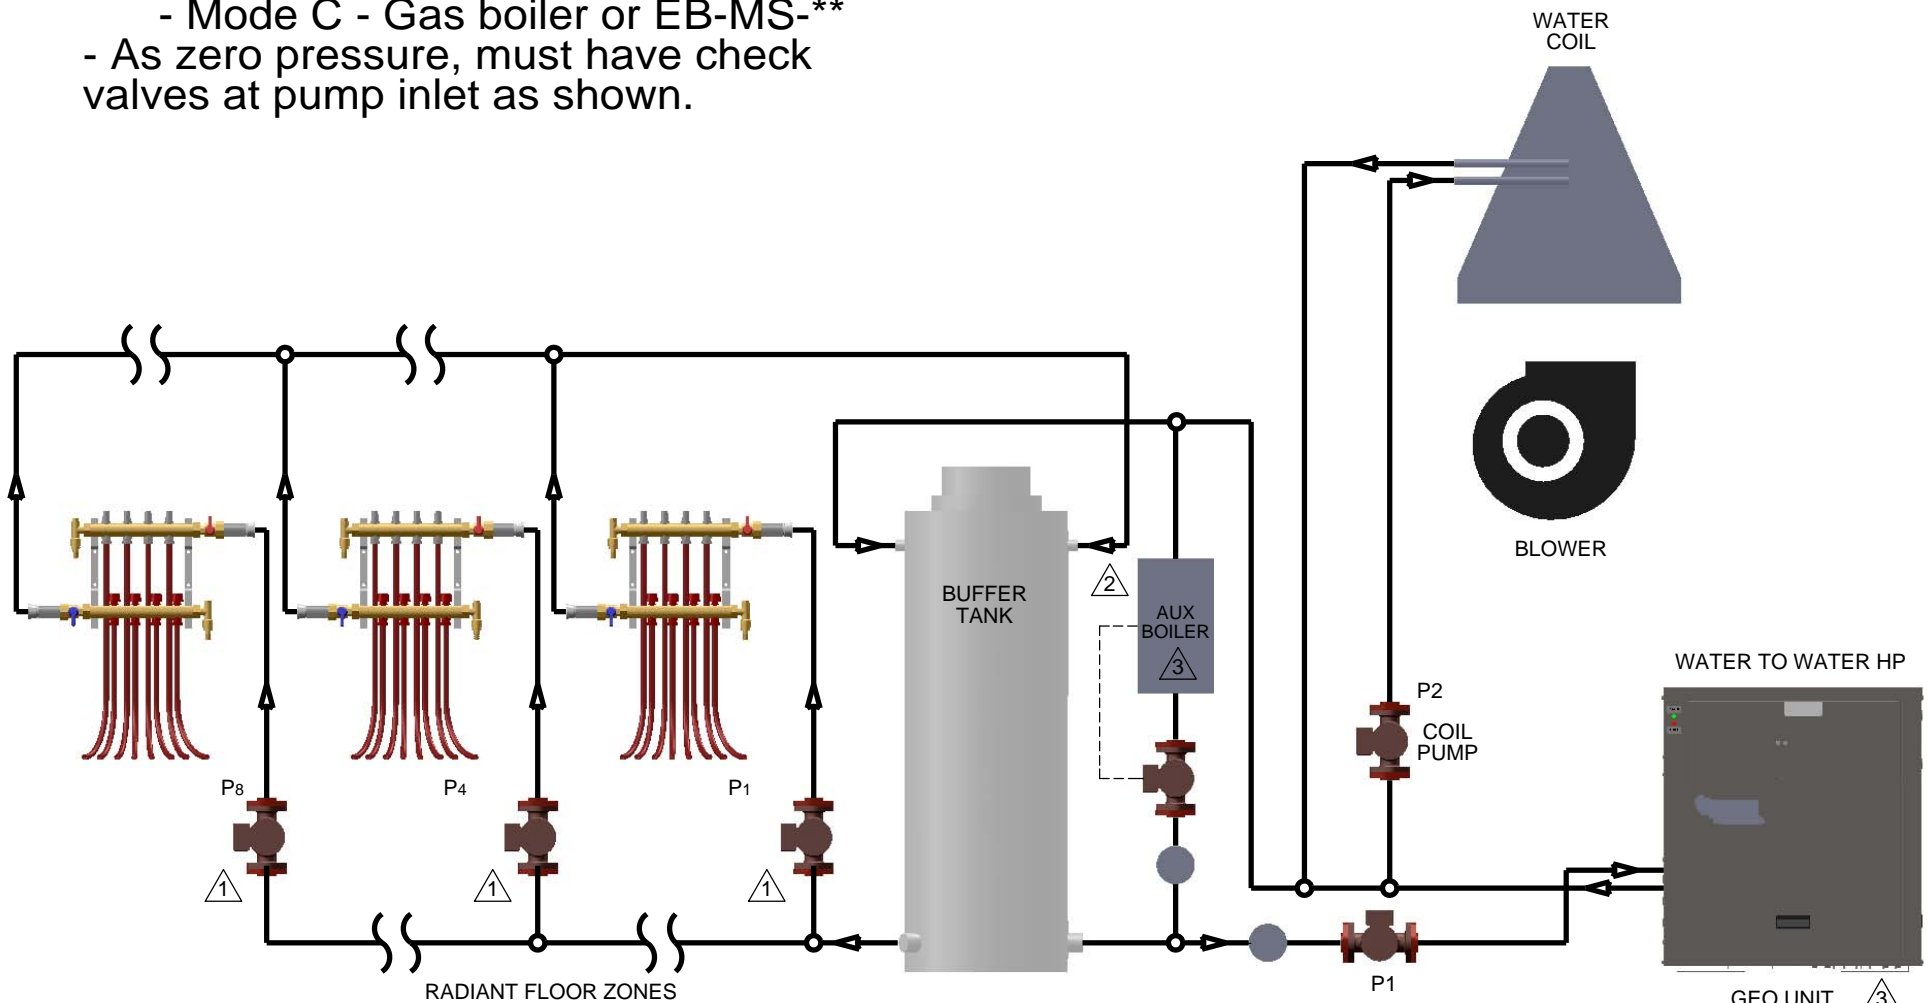 - Mode C - Gas boiler or EB-MS-**
- As zero pressure, must have check
valves at pump inlet as shown.
WATER
COIL
BLOWER
BUFFER
TANK
2
AUX
BOILER
3
WATER TO WATER HP
P2
COIL
PUMP
P8
P4
P1
1
1
1
RADIANT FLOOR ZONES
P1
GEO UNIT
3